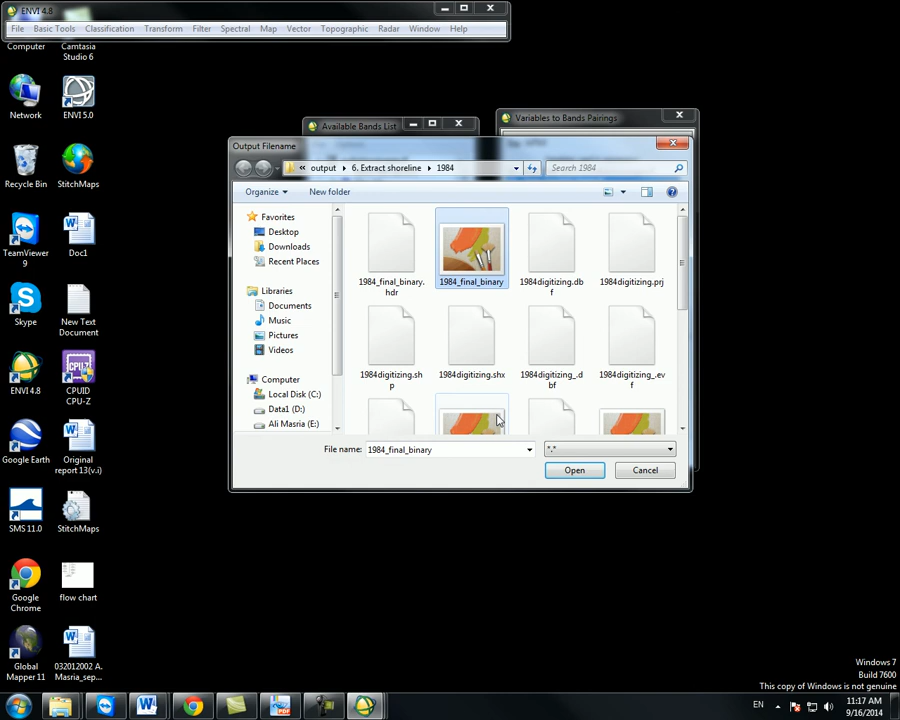 ENVI 4.8
File Basic Tools Classification Transform Filter Spectral Map Vector Topographic Radar Window Help
Computer
Camtasia
Studio 6
Network
ENVI 5.0
Recycle Bin
StitchMaps
TeamViewer
9
Doc1
Skype
New Text
Document
ENVI 4.8
CPUID
CPU-Z
Google Earth
Original
report 13(v.i)
SMS 11.0
StitchMaps
Google
Chrome
flow chart
Global
Mapper 11
032012002 A.
Masria_sep...
Available Bands List
Variables to Bands Pairings
Output Filename
« output 6. Extract shoreline 1984
Search 1984
Organize
New folder
Favorites
Desktop
Downloads
Recent Places
Libraries
Documents
Music
Pictures
Videos
Computer
Local Disk (C:)
Data1 (D:)
Ali Masria (E:)
1984_final_binary.
hdr
1984_final_binary
1984digitizing.db
f
1984digitizing.prj
1984digitizing.sh
p
1984digitizing.shx
1984digitizing_.d
bf
1984digitizing_.ev
f
File name: 1984_final_binary
*.*
Open
Cancel
Windows 7
Build 7600
This copy of Windows is not genuine
EN
11:17 AM
9/16/2014